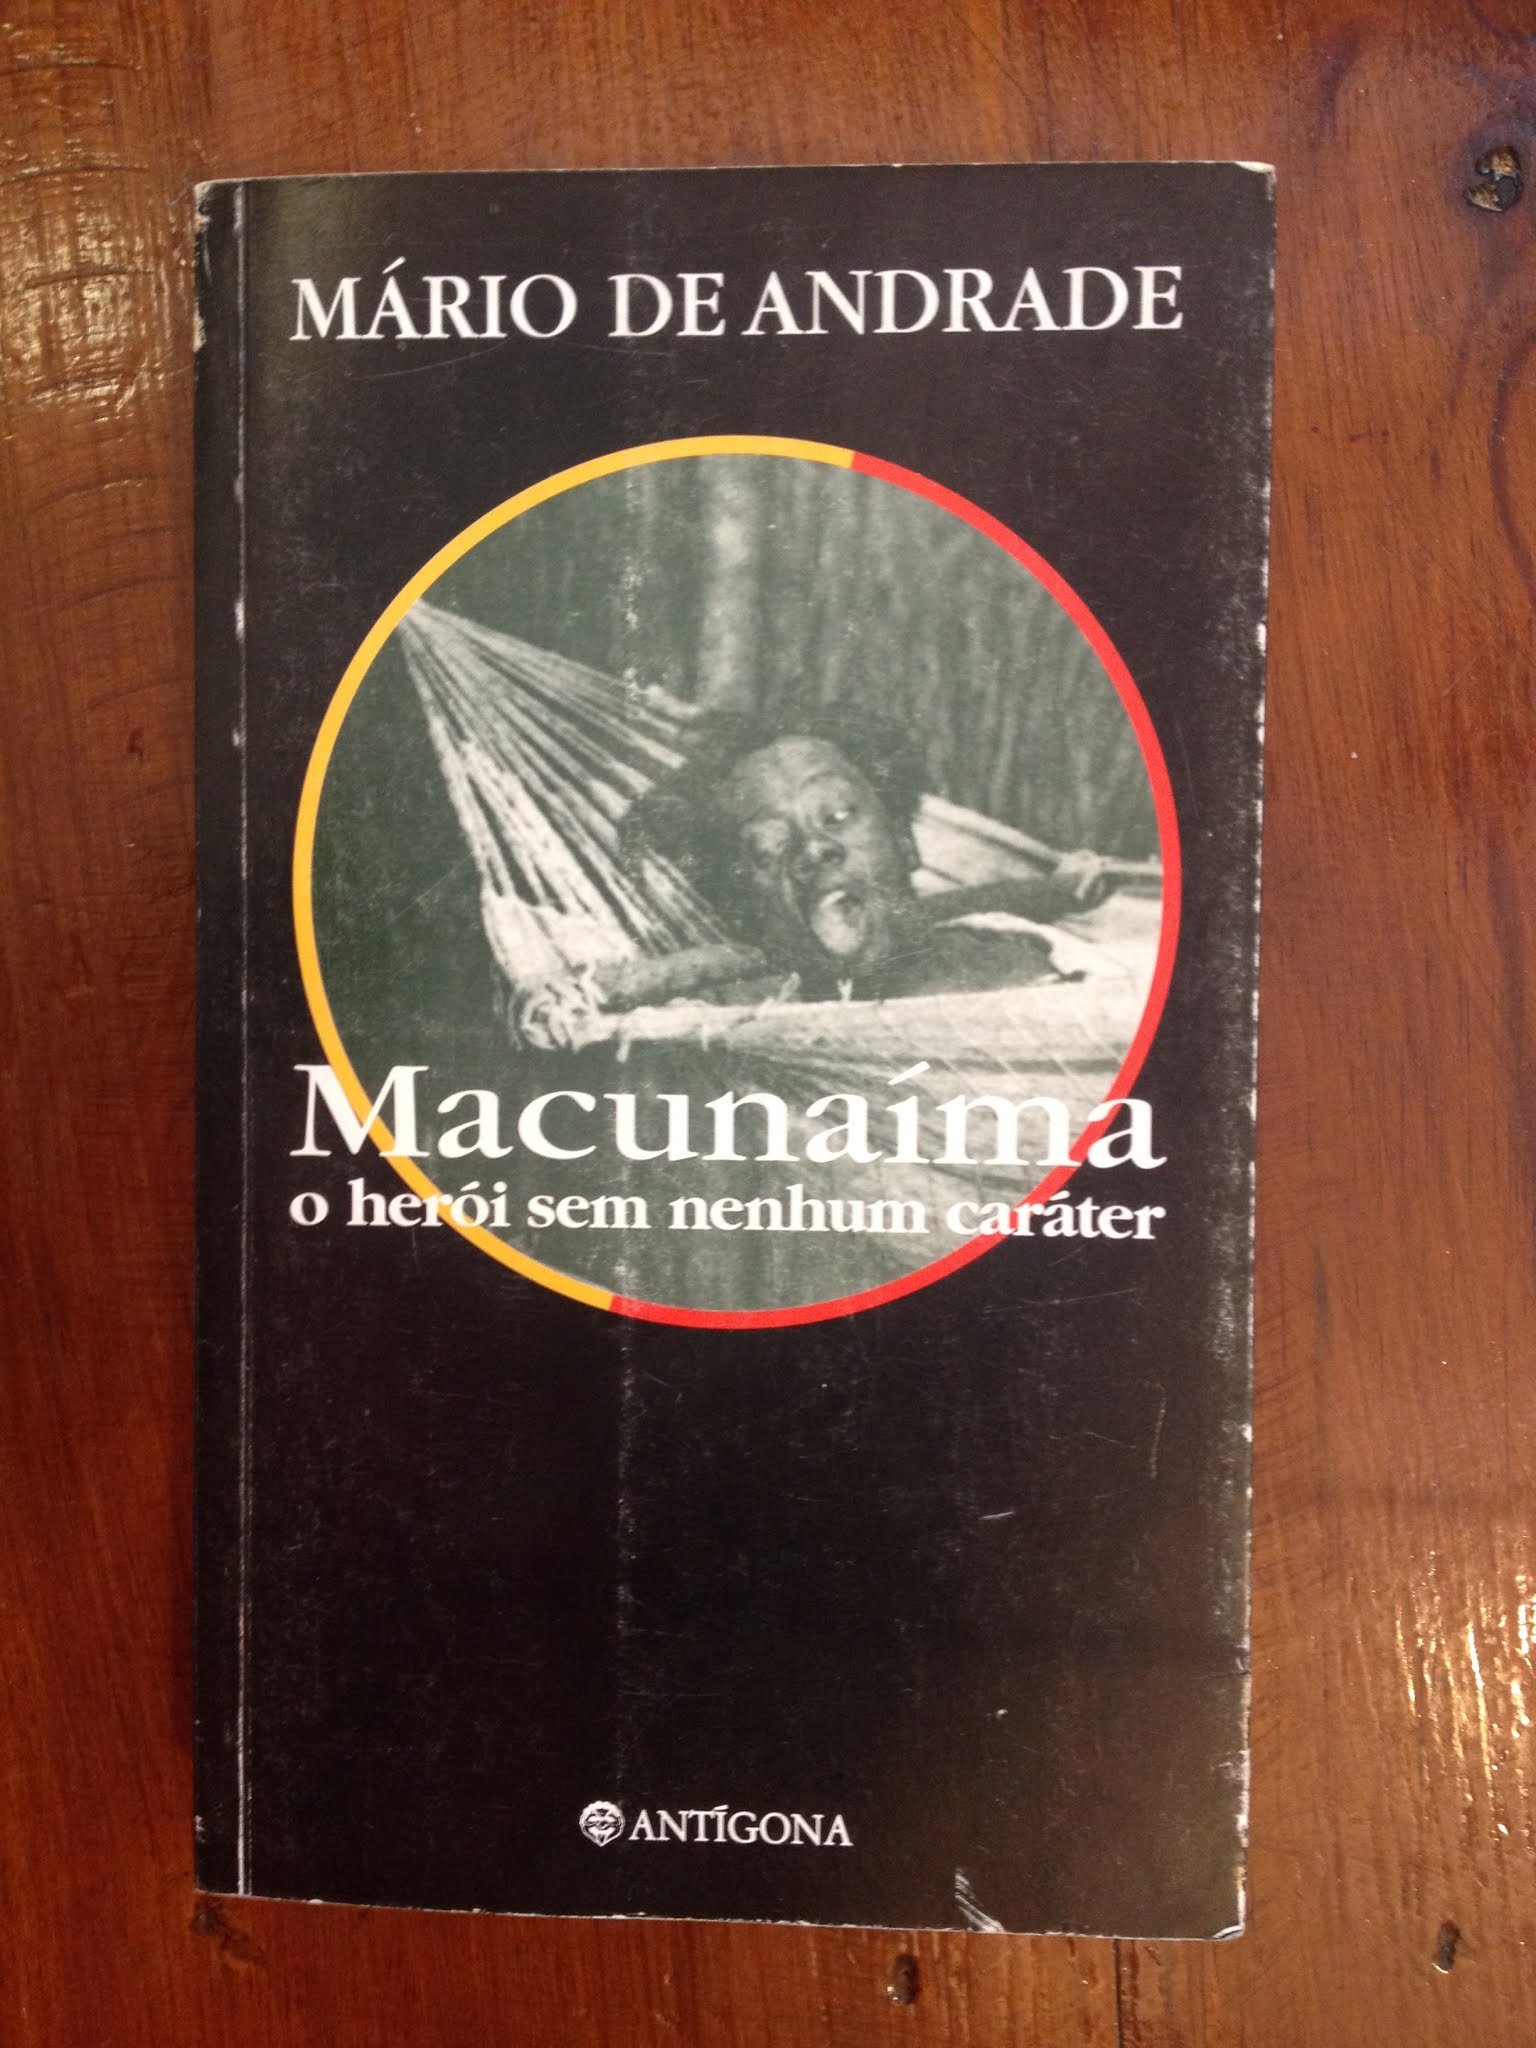 MÁRIO DE ANDRADE
Macunaíma
o herói sem nenhum caráter
ANTÍGONA